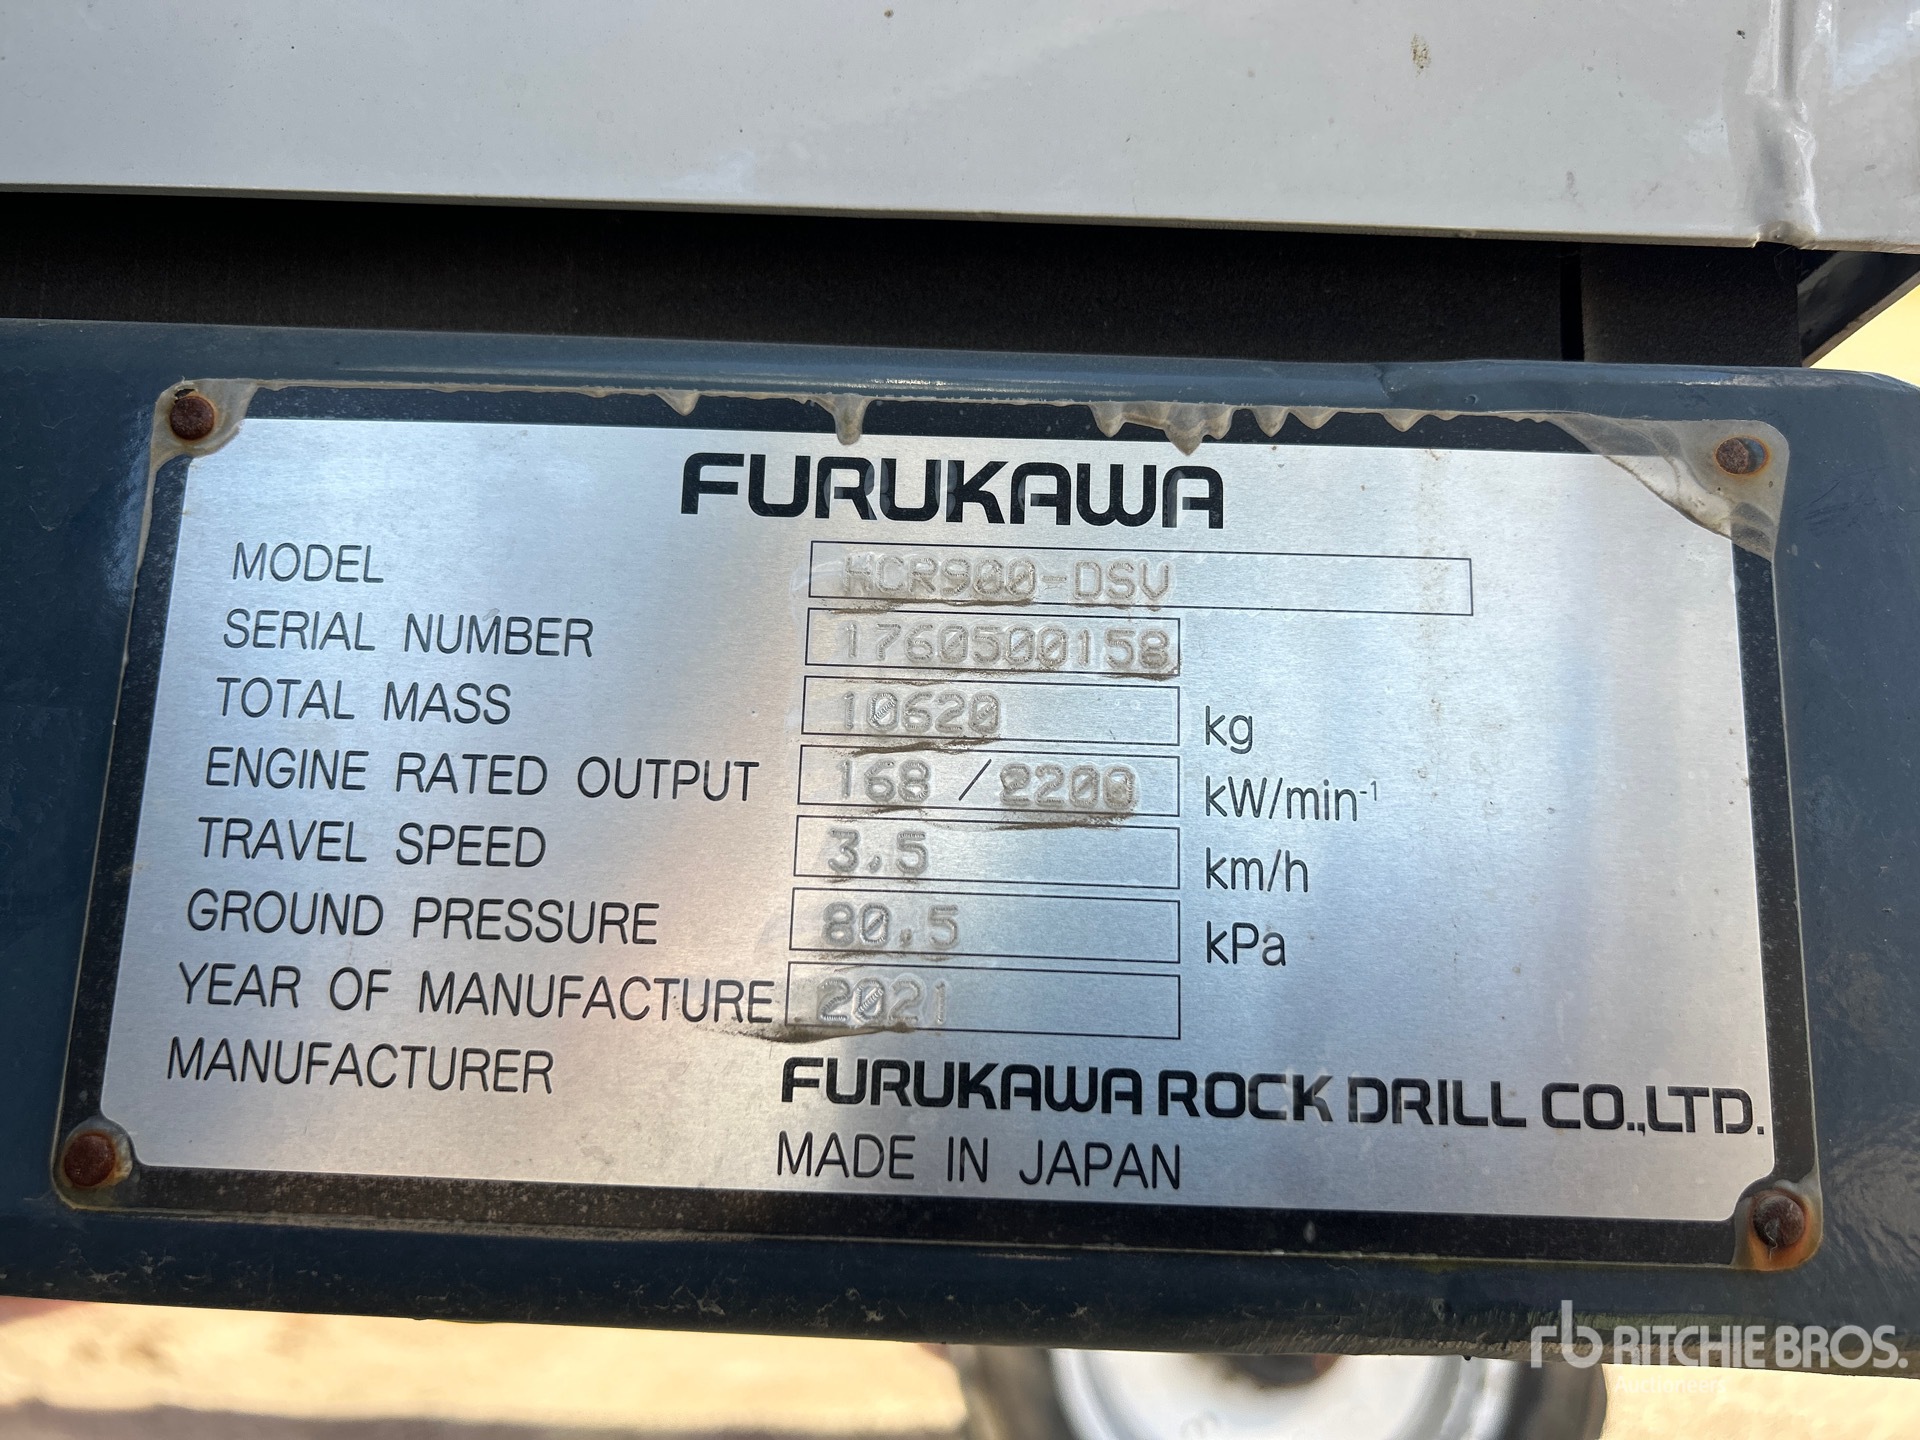 FURUKAWA
MODEL HCR900-DSV
SERIAL NUMBER 1760500158
TOTAL MASS 10620 kg
ENGINE RATED OUTPUT 168 / 2200 kW/min⁻¹
TRAVEL SPEED 3.5 km/h
GROUND PRESSURE 80.5 kPa
YEAR OF MANUFACTURE 2021
MANUFACTURER FURUKAWA ROCK DRILL CO.,LTD.
MADE IN JAPAN
rb RITCHIE BROS.
Auctioneers